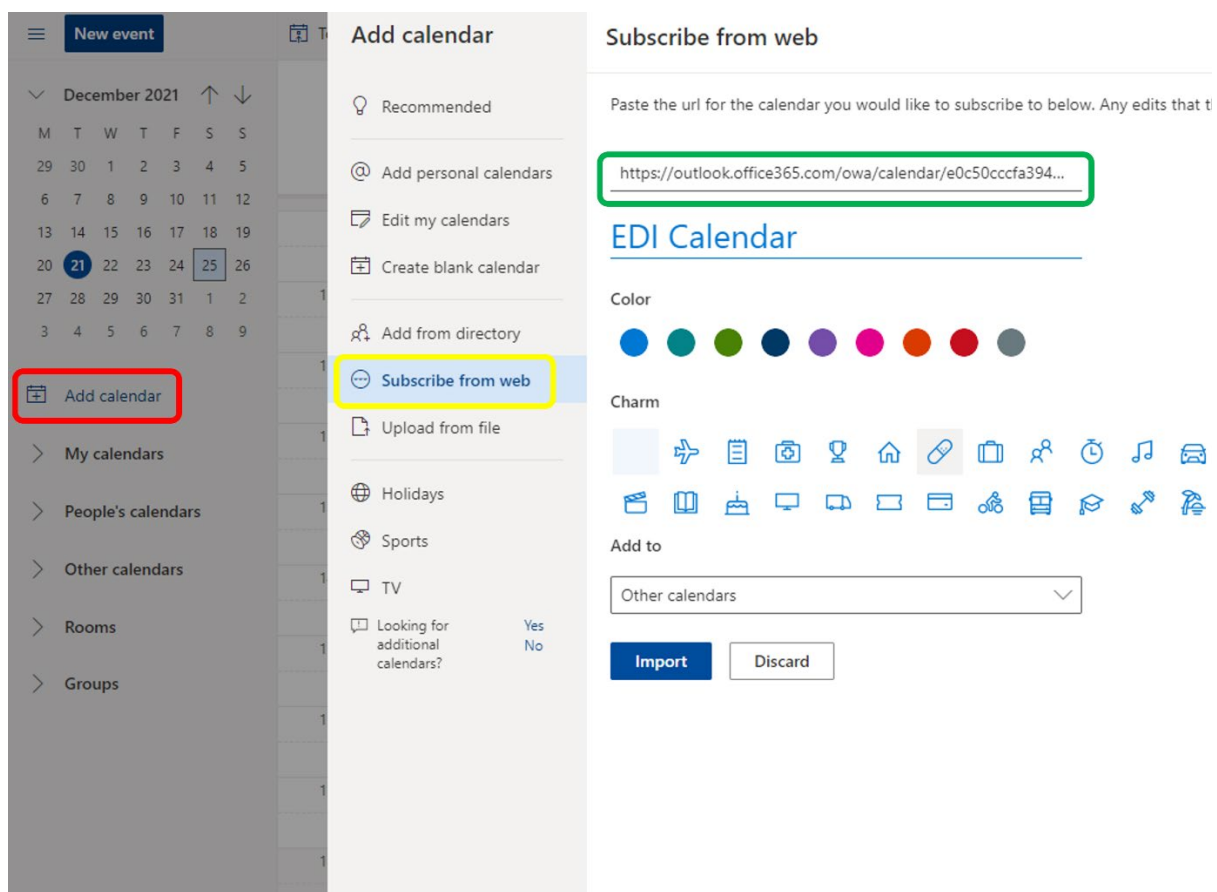 New event
December 2021
M T W T F S S
29 30 1 2 3 4 5
6 7 8 9 10 11 12
13 14 15 16 17 18 19
20 21 22 23 24 25 26
27 28 29 30 31 1 2
3 4 5 6 7 8 9
Add calendar
My calendars
People's calendars
Other calendars
Rooms
Groups
Add calendar
Recommended
Add personal calendars
Edit my calendars
Create blank calendar
Add from directory
Subscribe from web
Upload from file
Holidays
Sports
TV
Looking for
additional
calendars?
Yes
No
Subscribe from web
Paste the url for the calendar you would like to subscribe to below. Any edits that
https://outlook.office365.com/owa/calendar/e0c50cccfa394...
EDI Calendar
Color
Charm
Add to
Other calendars
Import
Discard